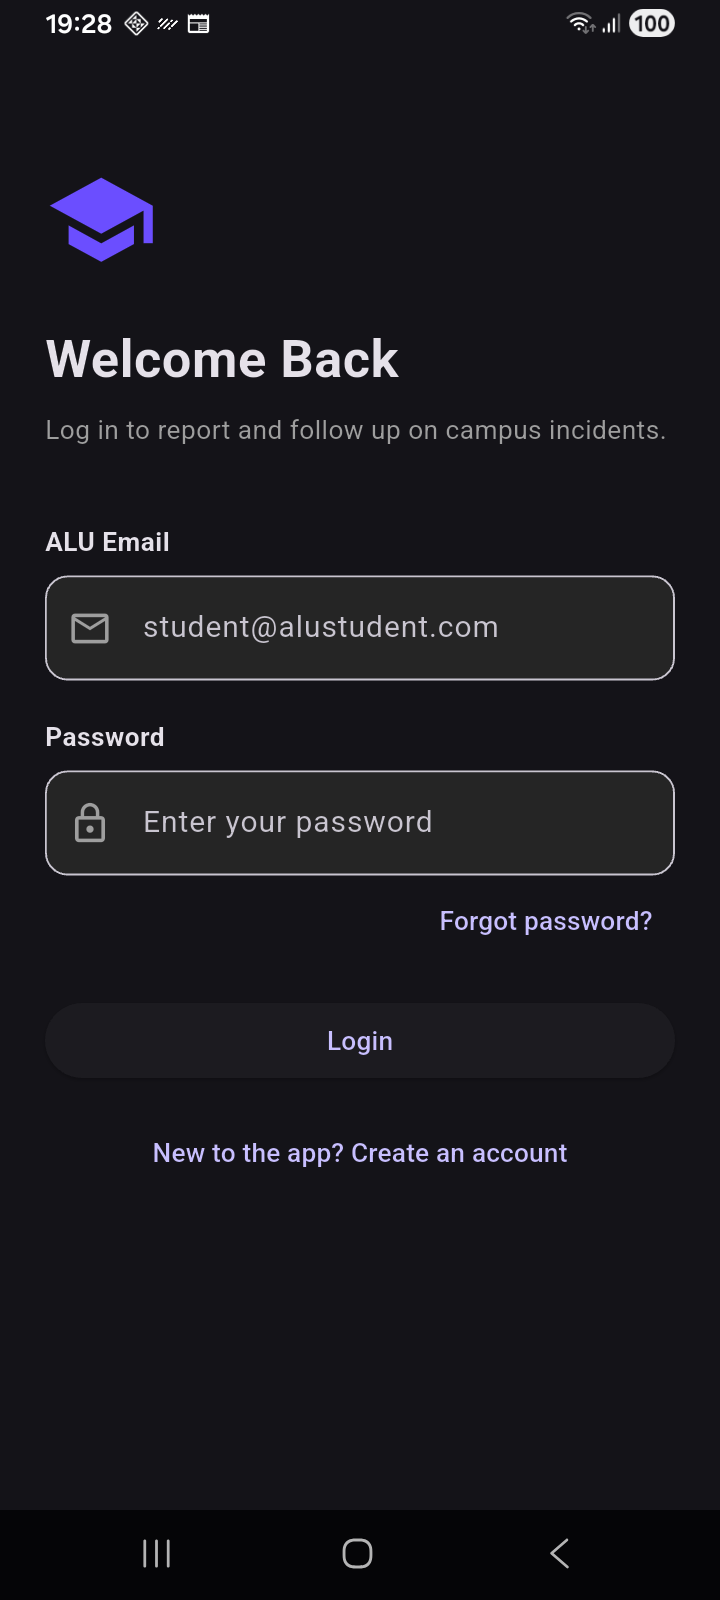 19:28
100
Welcome Back
Log in to report and follow up on campus incidents.
ALU Email
student@alustudent.com
Password
Enter your password
Forgot password?
Login
New to the app? Create an account